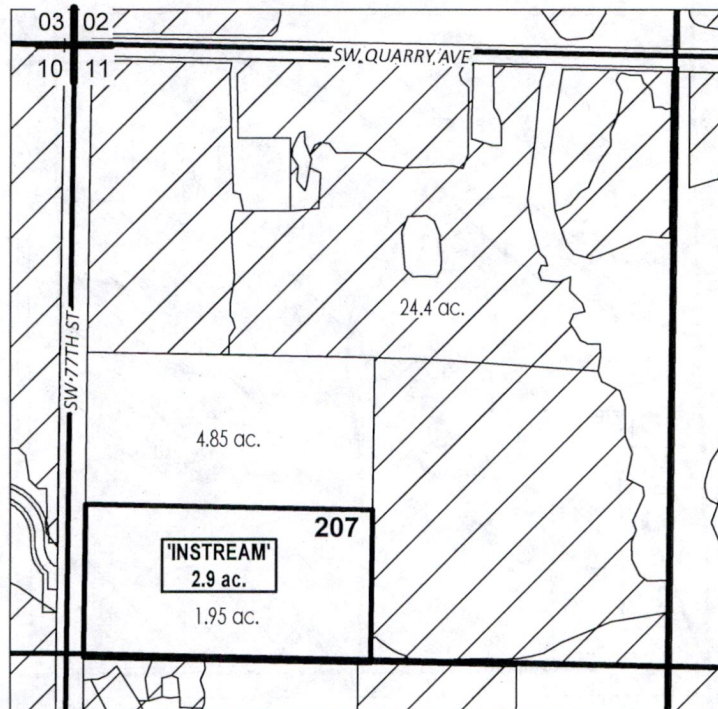 03 02
SW QUARRY AVE
10 11
24.4 ac.
SW 77TH ST
4.85 ac.
207
'INSTREAM'
2.9 ac.
1.95 ac.